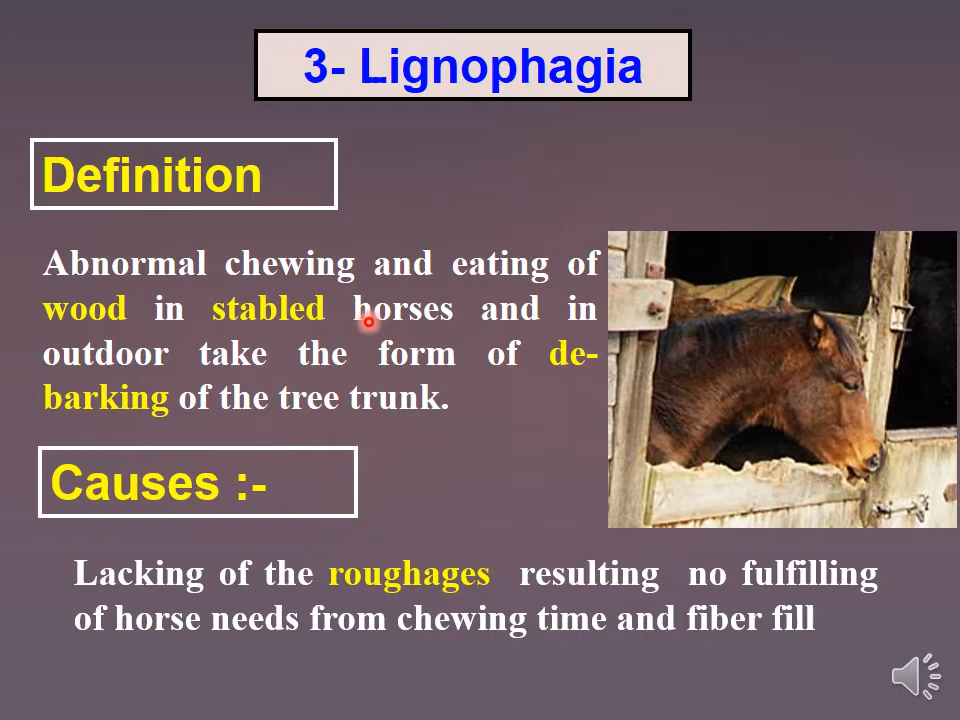 3- Lignophagia
Definition
Abnormal chewing and eating of
wood in stabled horses and in
outdoor take the form of de-
barking of the tree trunk.
Causes :-
Lacking of the roughages resulting no fulfilling
of horse needs from chewing time and fiber fill